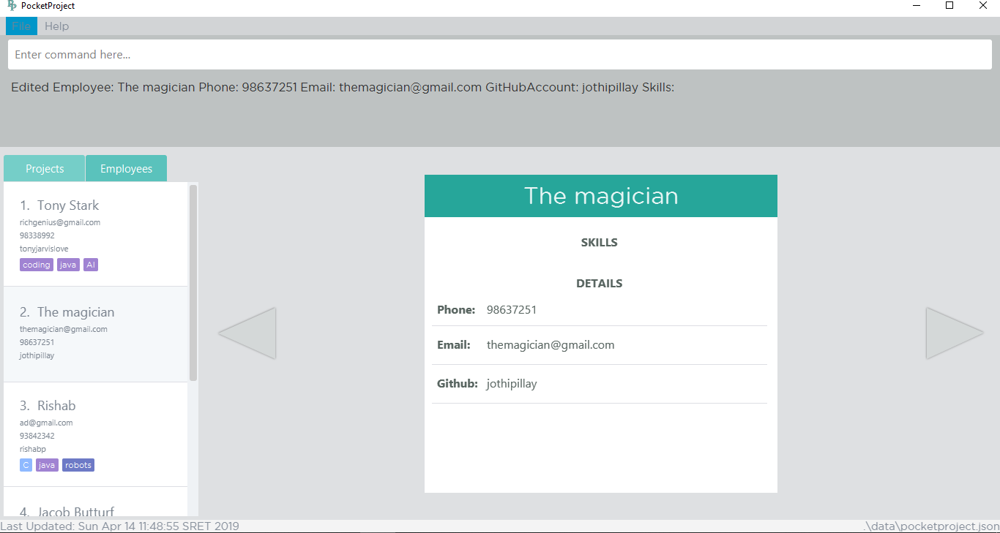 PocketProject
File Help
Enter command here...
Edited Employee: The magician Phone: 98637251 Email: themagician@gmail.com GitHubAccount: jothipillay Skills:
Projects Employees
1. Tony Stark
richgenius@gmail.com
98338992
tonyjarvislove
coding java AI
2. The magician
themagician@gmail.com
98637251
jothipillay
3. Rishab
ad@gmail.com
93842342
rishabp
C java robots
4. Jacob Butturf
The magician
SKILLS
DETAILS
Phone: 98637251
Email: themagician@gmail.com
Github: jothipillay
Last Updated: Sun Apr 14 11:48:55 SRET 2019
.\data\pocketproject.json